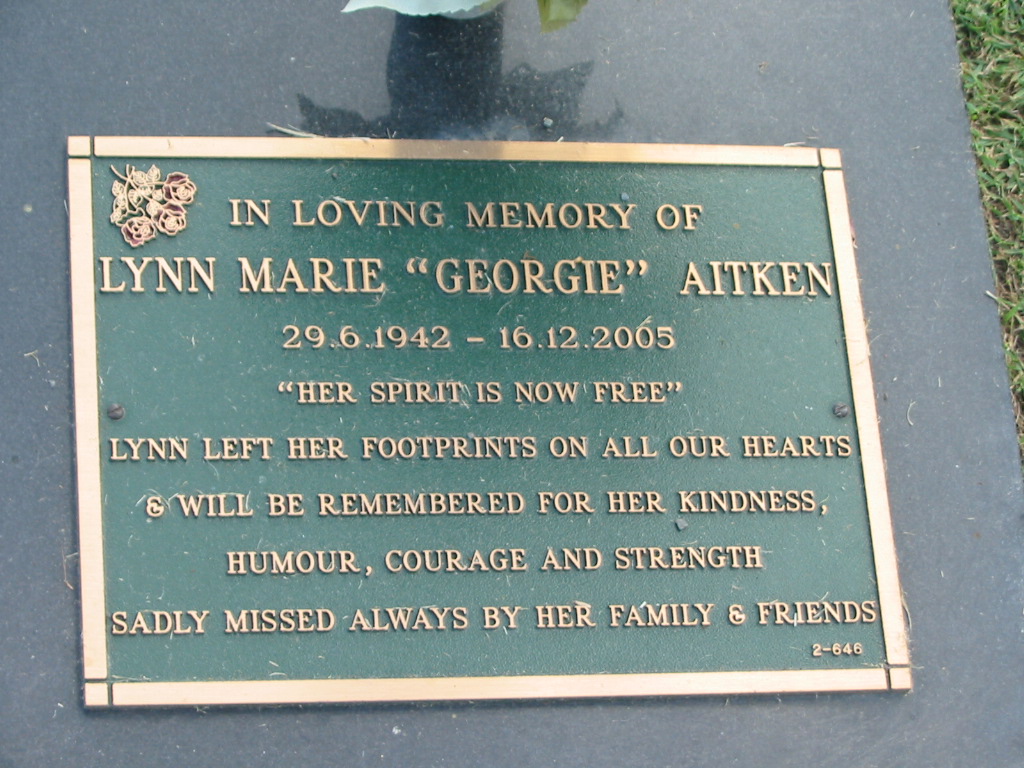 IN LOVING MEMORY OF
LYNN MARIE “GEORGIE” AITKEN
29.6.1942 – 16.12.2005
“HER SPIRIT IS NOW FREE”
LYNN LEFT HER FOOTPRINTS ON ALL OUR HEARTS
& WILL BE REMEMBERED FOR HER KINDNESS,
HUMOUR, COURAGE AND STRENGTH
SADLY MISSED ALWAYS BY HER FAMILY & FRIENDS
2-646